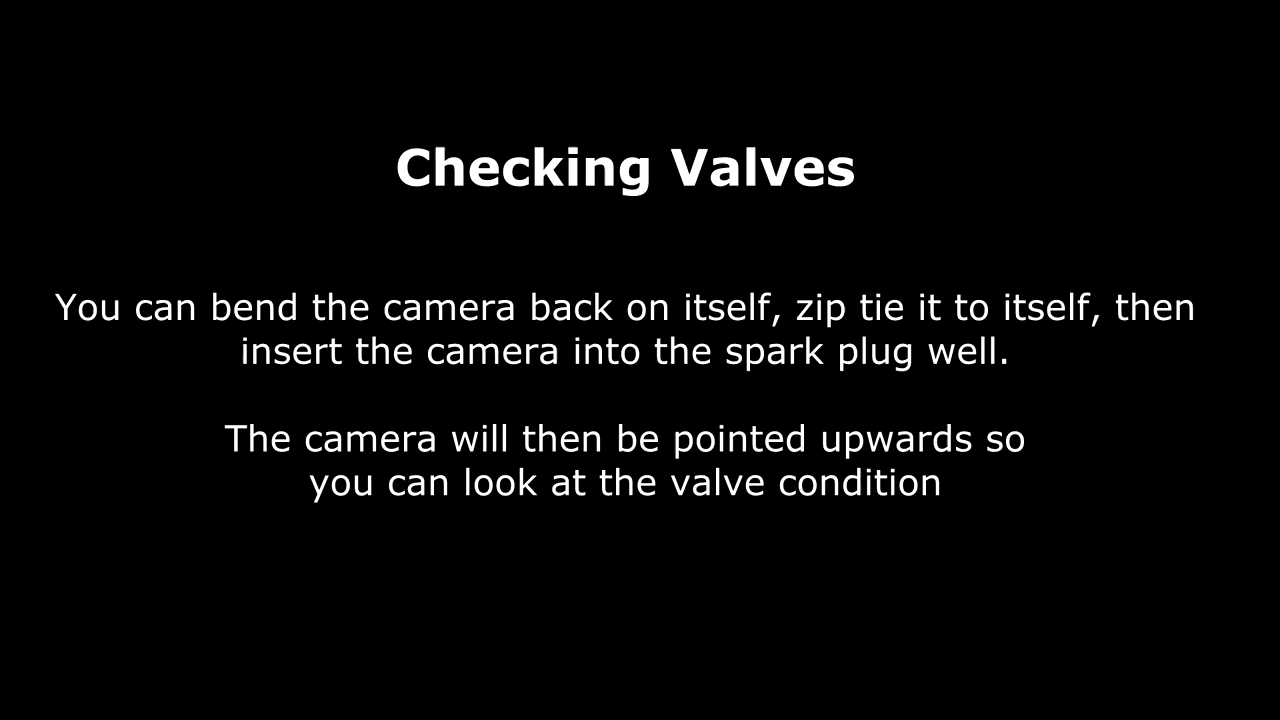 Checking Valves
You can bend the camera back on itself, zip tie it to itself, then
insert the camera into the spark plug well.
The camera will then be pointed upwards so
you can look at the valve condition